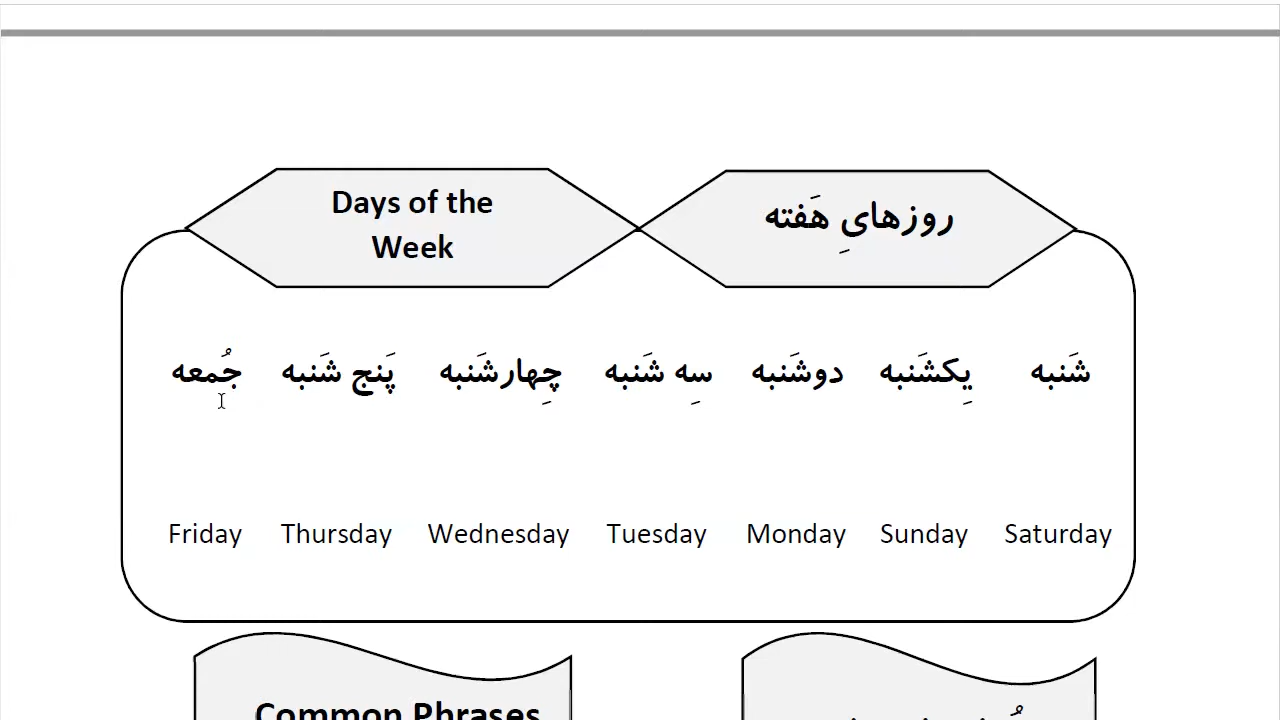 Days of the
Week
روزهایِ هَفته
شَنبه یِکشَنبه دوشَنبه سِه شَنبه چِهارشَنبه پَنج شَنبه جُمعه
Friday Thursday Wednesday Tuesday Monday Sunday Saturday
Common Phrases